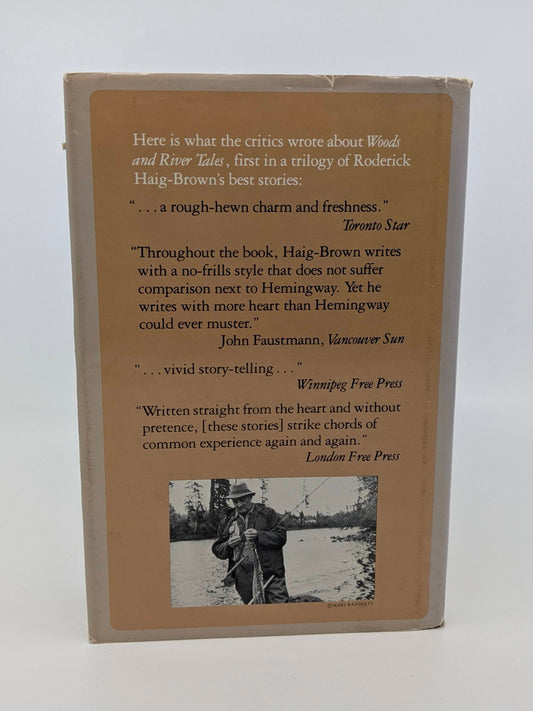 Here is what the critics wrote about Woods
and River Tales, first in a trilogy of Roderick
Haig-Brown's best stories:
“...a rough-hewn charm and freshness.”
Toronto Star
“Throughout the book, Haig-Brown writes
with a no-frills style that does not suffer
comparison next to Hemingway. Yet he
writes with more heart than Hemingway
could ever muster.”
John Faustmann, Vancouver Sun
“...vivid story-telling...”
Winnipeg Free Press
“Written straight from the heart and without
pretence, [these stories] strike chords of
common experience again and again.”
London Free Press
©MARY RANDLETT